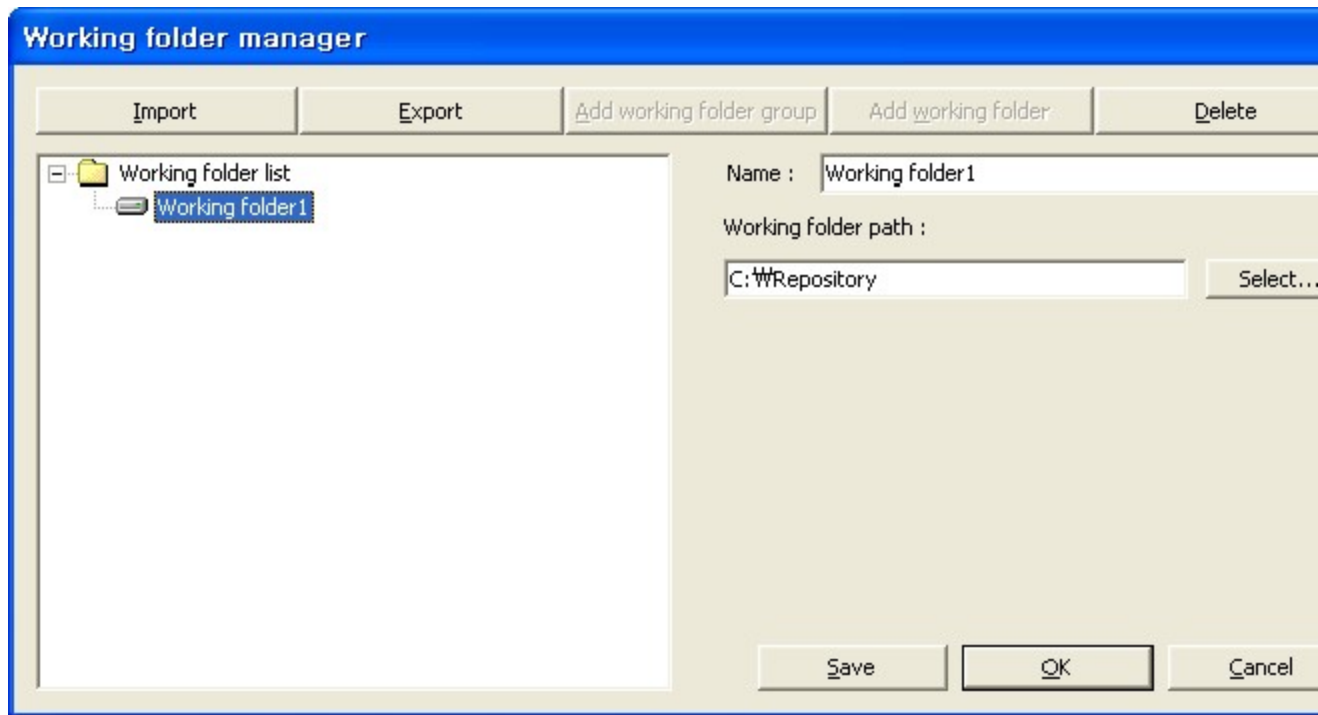 Working folder manager
Import Export Add working folder group Add working folder Delete
Working folder list
Working folder1
Name : Working folder1
Working folder path :
C:₩Repository Select...
Save OK Cancel